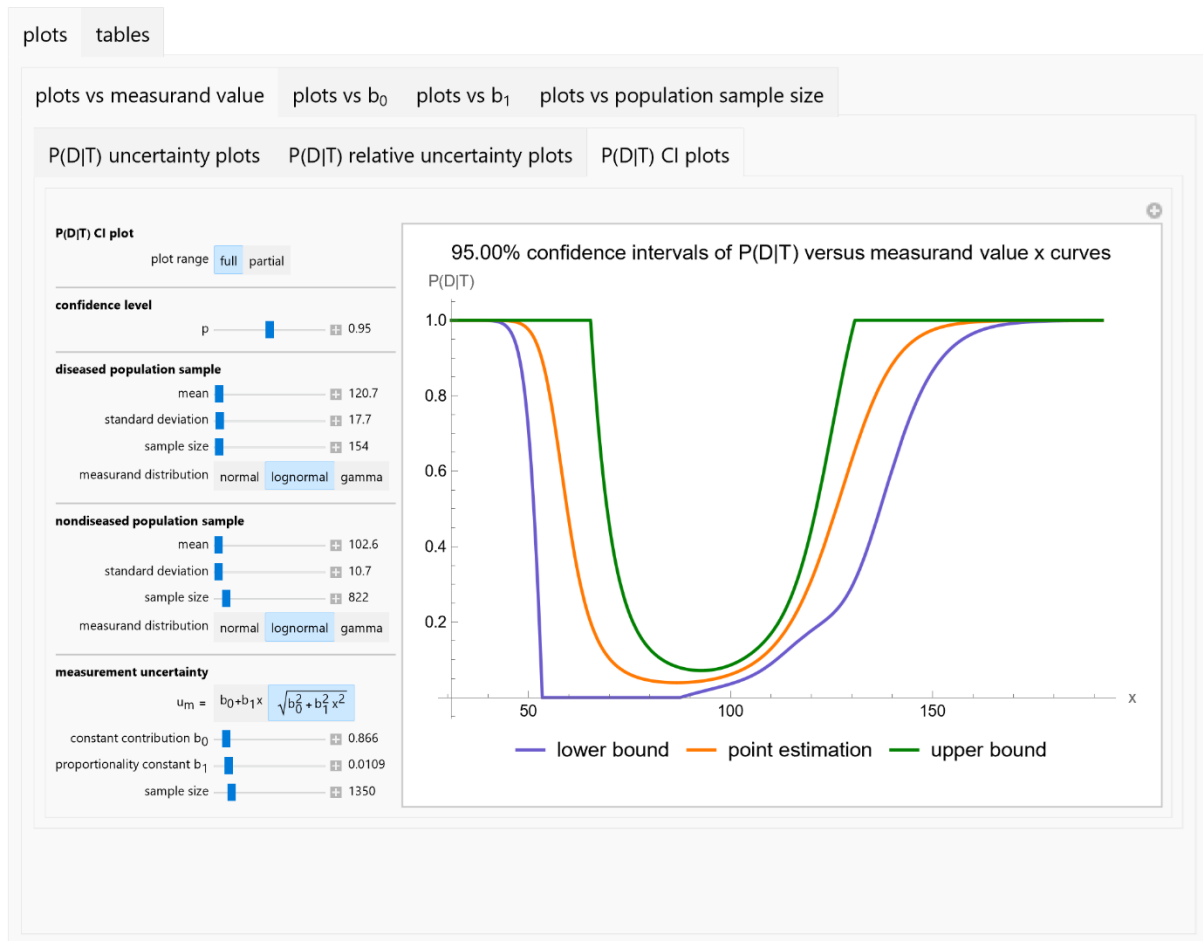 plots tables
plots vs measurand value plots vs b₀ plots vs b₁ plots vs population sample size
P(D|T) uncertainty plots P(D|T) relative uncertainty plots P(D|T) CI plots
P(D|T) CI plot
plot range full partial
confidence level
p 0.95
diseased population sample
mean 120.7
standard deviation 17.7
sample size 154
measurand distribution normal lognormal gamma
nondiseased population sample
mean 102.6
standard deviation 10.7
sample size 822
measurand distribution normal lognormal gamma
measurement uncertainty
uₘ = b₀+b₁x √(b₀²+b₁²x²)
constant contribution b₀ 0.866
proportionality constant b₁ 0.0109
sample size 1350
95.00% confidence intervals of P(D|T) versus measurand value x curves
P(D|T)
1.0
0.8
0.6
0.4
0.2
50 100 150 x
lower bound point estimation upper bound